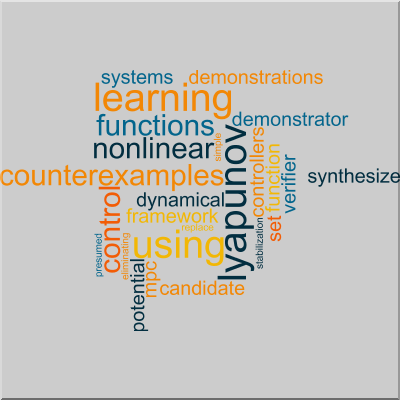 systems
demonstrations
learning
functions
demonstrator
nonlinear
simple
lyapunov
controllers
function
verifier
counterexamples
synthesize
control
dynamical
set
framework
replace
using
stabilization
presumed
eliminating
mpc
potential
candidate